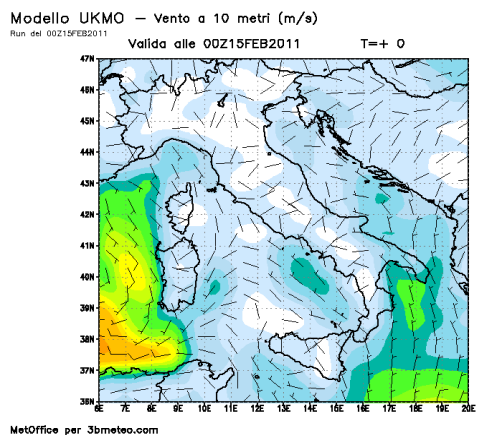 Modello UKMO – Vento a 10 metri (m/s)
Run del 00Z15FEB2011
Valida alle 00Z15FEB2011 T=+ 0
47N
46N
45N
44N
43N
42N
41N
40N
39N
38N
37N
36N
35N
6E 7E 8E 9E 10E 11E 12E 13E 14E 15E 16E 17E 18E 19E 20E
MetOffice per 3bmeteo.com